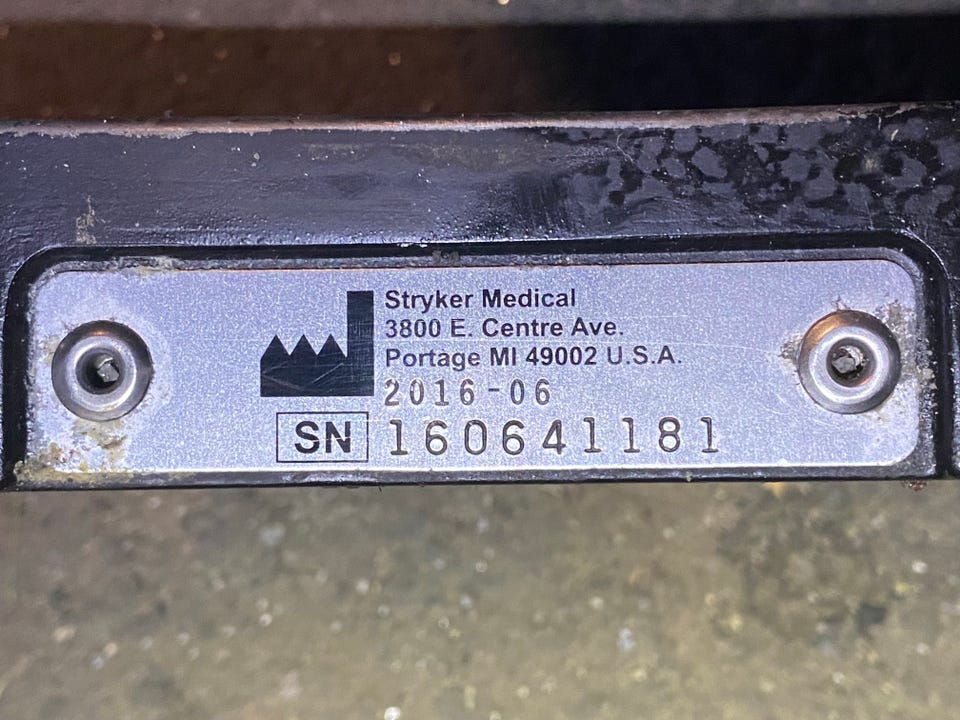 Stryker Medical
3800 E. Centre Ave.
Portage MI 49002 U.S.A.
2016-06
SN 160641181